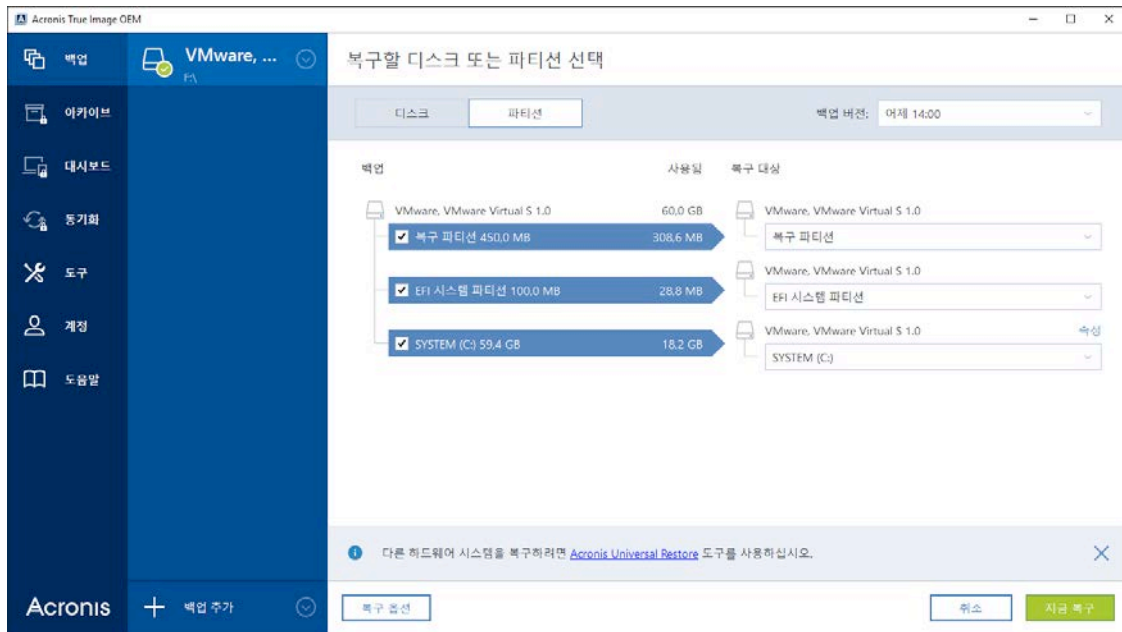 Acronis True Image OEM
백업
VMware, ...
F:\
복구할 디스크 또는 파티션 선택
아카이브
디스크
파티션
백업 버전:
어제 14:00
대시보드
백업
사용됨
복구 대상
동기화
VMware, VMware Virtual S 1.0
60,0 GB
VMware, VMware Virtual S 1.0
복구 파티션 450,0 MB
308,6 MB
복구 파티션
도구
VMware, VMware Virtual S 1.0
EFI 시스템 파티션 100,0 MB
28,8 MB
EFI 시스템 파티션
계정
VMware, VMware Virtual S 1.0
속성
SYSTEM (C:) 59,4 GB
18,2 GB
SYSTEM (C:)
도움말
다른 하드웨어 시스템을 복구하려면 Acronis Universal Restore 도구를 사용하십시오.
Acronis
백업 추가
복구 옵션
취소
지금 복구